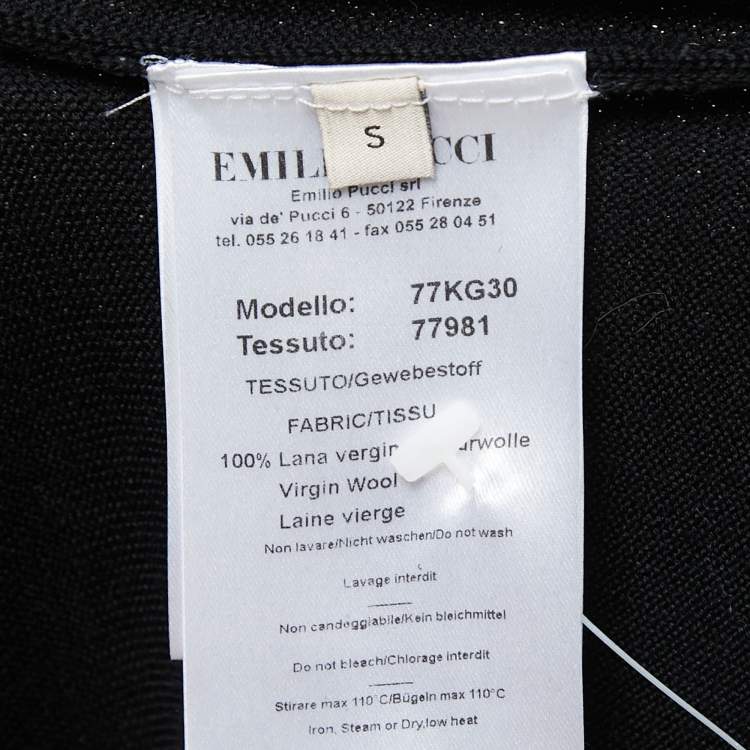 S
EMILI CCI
Emilio Pucci srl
via de' Pucci 6 - 50122 Firenze
tel. 055 26 18 41 - fax 055 28 04 51
Modello: 77KG30
Tessuto: 77981
TESSUTO/Gewebestoff
FABRIC/TISSU
100% Lana vergin urwolle
Virgin Wool
Laine vierge
Non lavare/Nicht waschen/Do not wash
Lavage interdit
Non candeggiabile/Kein bleichmittel
Do not bleach/Chlorage interdit
Stirare max 110°C/Bügeln max 110°C
Iron, Steam or Dry,low heat